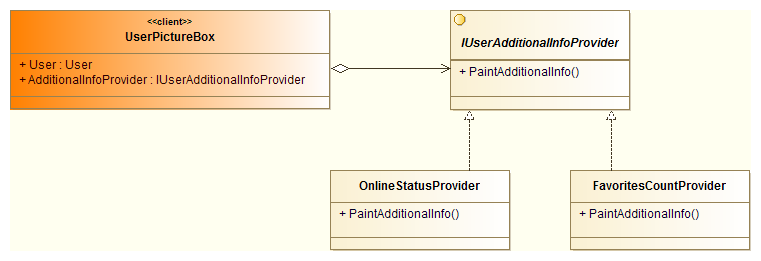 <<client>>
UserPictureBox
+ User : User
+ AdditionalInfoProvider : IUserAdditionalInfoProvider
IUserAdditionalInfoProvider
+ PaintAdditionalInfo()
OnlineStatusProvider
+ PaintAdditionalInfo()
FavoritesCountProvider
+ PaintAdditionalInfo()